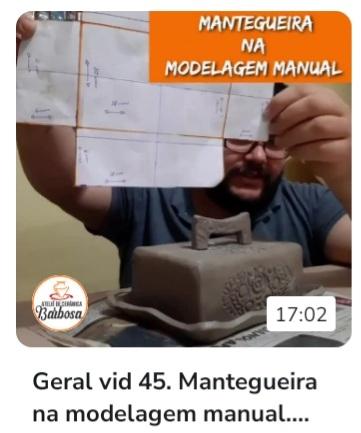 MANTEGUEIRA
NA
MODELAGEM MANUAL
ATELIÊ DE CERÂMICA
Barbosa
17:02
Geral vid 45. Mantegueira
na modelagem manual....